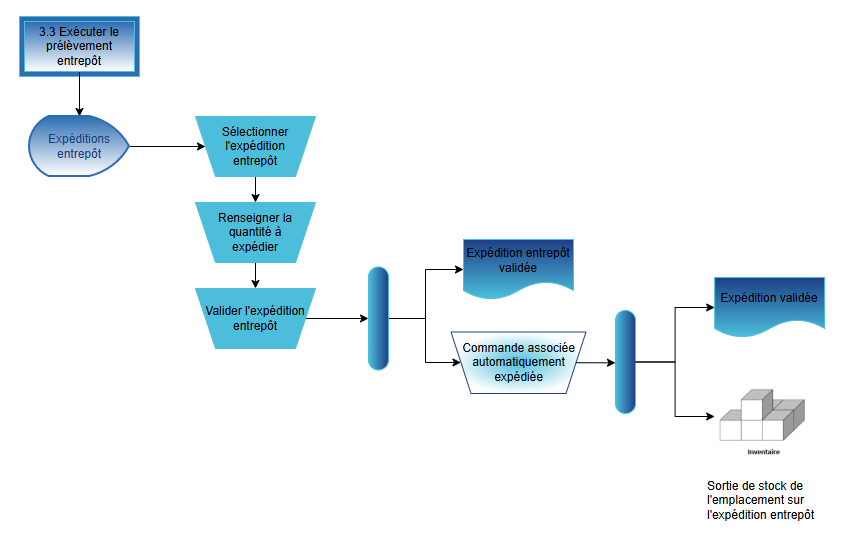 3.3 Exécuter le
prélèvement
entrepôt
Expéditions
entrepôt
Sélectionner
l'expédition
entrepôt
Renseigner la
quantité à
expédier
Valider l'expédition
entrepôt
Expédition entrepôt
validée
Commande associée
automatiquement
expédiée
Expédition validée
Inventaire
Sortie de stock de
l'emplacement sur
l'expédition entrepôt